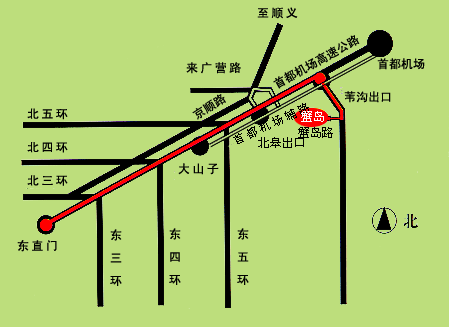 至顺义
来广营路
首都机场高速公路
首都机场
苇沟出口
京顺路
首都机场辅路
蟹岛
蟹岛路
北皋出口
北五环
北四环
北三环
大山子
东直门
东三环
东四环
东五环
北